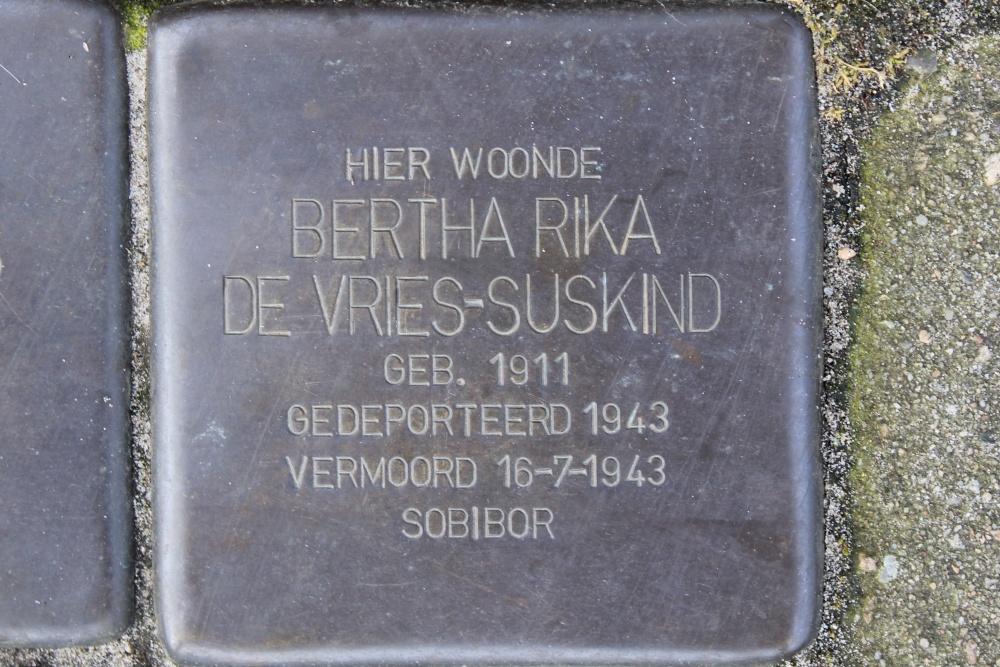 HIER WOONDE
BERTHA RIKA
DE VRIES-SUSKIND
GEB. 1911
GEDEPORTEERD 1943
VERMOORD 16-7-1943
SOBIBOR